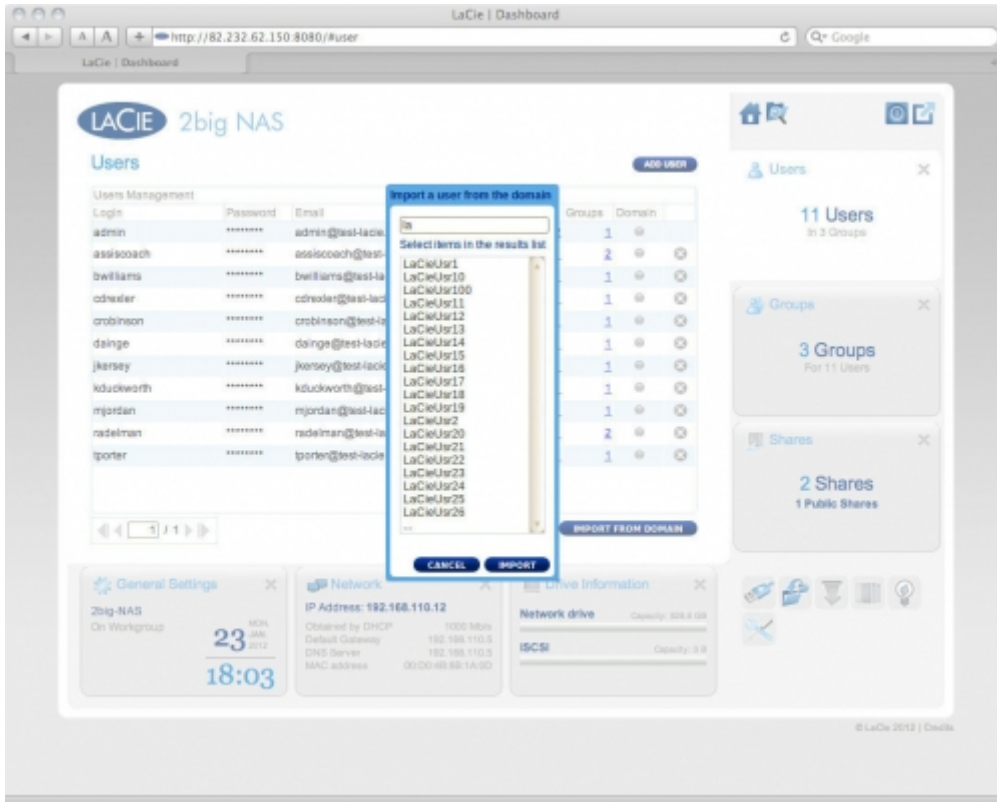 LaCie | Dashboard
A A + http://82.232.62.150:8080/#user Google
LaCie | Dashboard
LACIE 2big NAS
Users
ADD USER
Users Management
Login Password Email Groups Domain
admin ******** admin@test-lacie. 1
assiscoach ******** assiscoach@test- 2
bwilliams ******** bwilliams@test-la 1
cdrexler ******** cdrexler@test-laci 1
crobinson ******** crobinson@test-la 1
dainge ******** dainge@test-lacie 1
jkersey ******** jkersey@test-lacie 1
kduckworth ******** kduckworth@test- 1
mjordan ******** mjordan@test-lac 1
radelman ******** radelman@test-la 2
tporter ******** tporter@test-lacie 1
1 / 1
IMPORT FROM DOMAIN
Import a user from the domain
la
Select items in the results list
LaCieUsr1
LaCieUsr10
LaCieUsr100
LaCieUsr11
LaCieUsr12
LaCieUsr13
LaCieUsr14
LaCieUsr15
LaCieUsr16
LaCieUsr17
LaCieUsr18
LaCieUsr19
LaCieUsr2
LaCieUsr20
LaCieUsr21
LaCieUsr22
LaCieUsr23
LaCieUsr24
LaCieUsr25
LaCieUsr26
...
CANCEL IMPORT
Users
11 Users
In 3 Groups
Groups
3 Groups
For 11 Users
Shares
2 Shares
1 Public Shares
General Settings
2big-NAS
On Workgroup
23 MON JAN. 2012
18:03
Network
IP Address: 192.168.110.12
Obtained by DHCP 1000 Mbps
Default Gateway 192.168.110.5
DNS Server 192.168.110.5
MAC address
Drive Information
Network drive Capacity:
ISCSI Capacity:
© LaCie 2012 | Credits